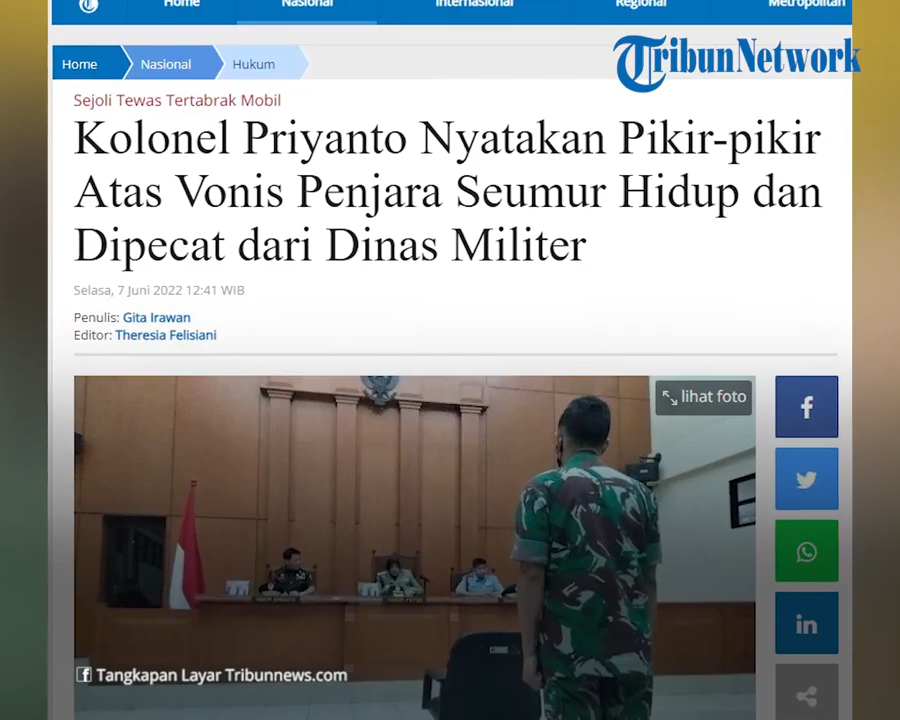 Home
Nasional
Internasional
Regional
Metropolitan
TribunNetwork
Home
Nasional
Hukum
Sejoli Tewas Tertabrak Mobil
Kolonel Priyanto Nyatakan Pikir-pikir
Atas Vonis Penjara Seumur Hidup dan
Dipecat dari Dinas Militer
Selasa, 7 Juni 2022 12:41 WIB
Penulis: Gita Irawan
Editor: Theresia Felisiani
lihat foto
Tangkapan Layar Tribunnews.com